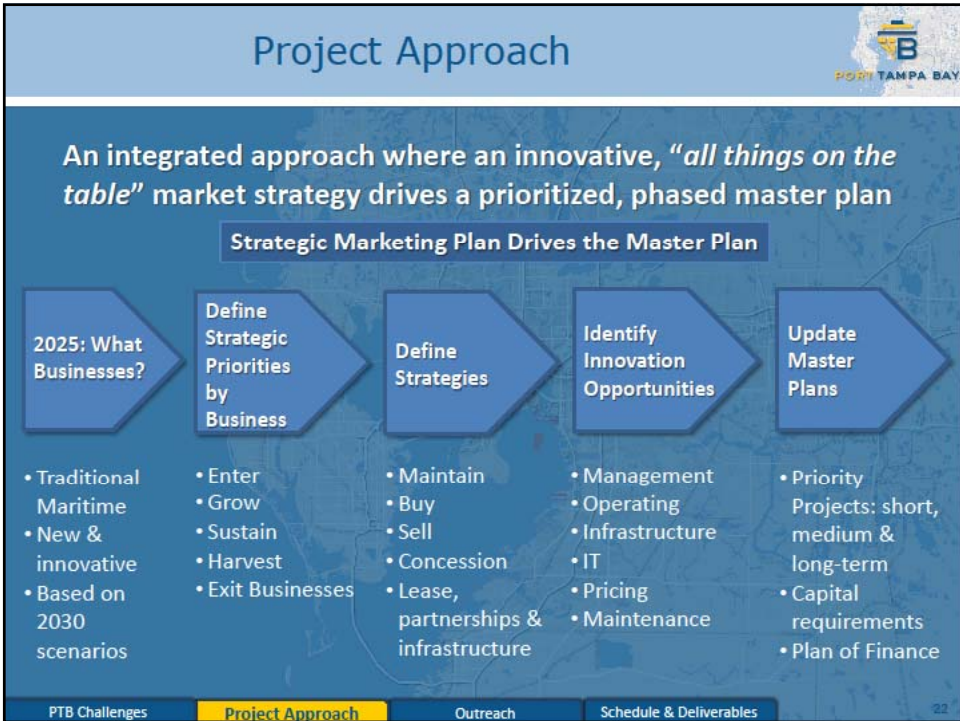 Project Approach
B
PORT TAMPA BAY
An integrated approach where an innovative, “all things on the
table” market strategy drives a prioritized, phased master plan
Strategic Marketing Plan Drives the Master Plan
2025: What
Businesses?
Define
Strategic
Priorities
by
Business
Define
Strategies
Identify
Innovation
Opportunities
Update
Master
Plans
• Traditional
Maritime
• New &
innovative
• Based on
2030
scenarios
• Enter
• Grow
• Sustain
• Harvest
• Exit Businesses
• Maintain
• Buy
• Sell
• Concession
• Lease,
partnerships &
infrastructure
• Management
• Operating
• Infrastructure
• IT
• Pricing
• Maintenance
• Priority
Projects: short,
medium &
long-term
• Capital
requirements
• Plan of Finance
PTB Challenges
Project Approach
Outreach
Schedule & Deliverables
22